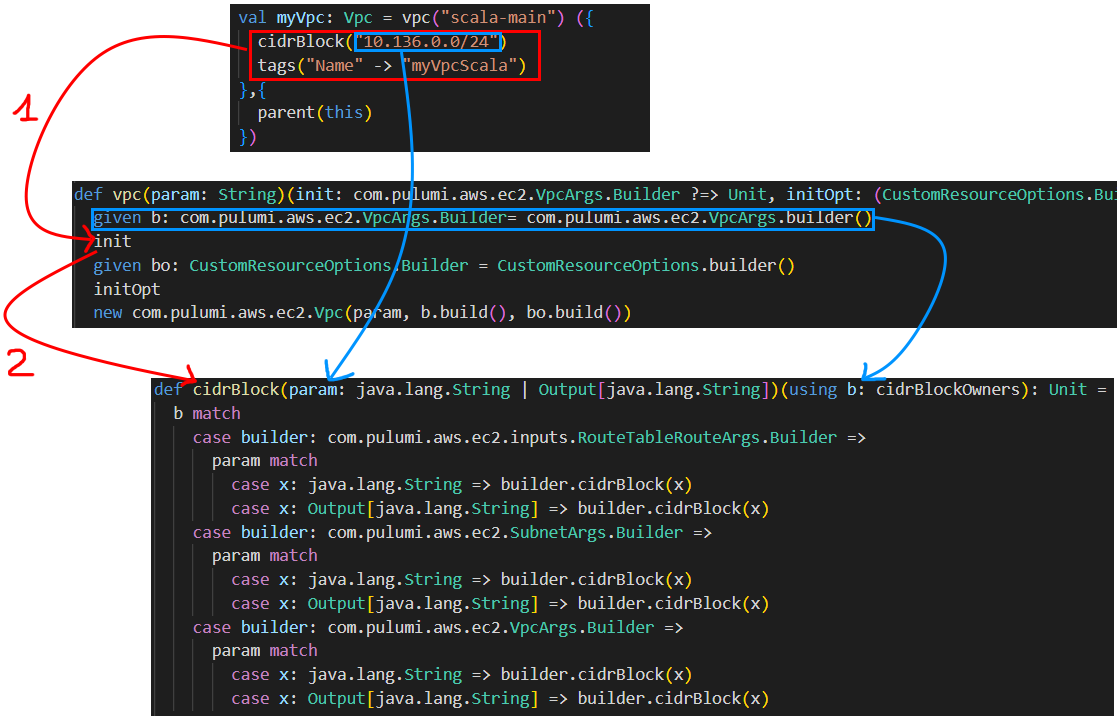 val myVpc: Vpc = vpc("scala-main") ({
cidrBlock("10.136.0.0/24")
tags("Name" -> "myVpcScala")
},{
parent(this)
})
1
def vpc(param: String)(init: com.pulumi.aws.ec2.VpcArgs.Builder ?=> Unit, initOpt: (CustomResourceOptions.Bui
given b: com.pulumi.aws.ec2.VpcArgs.Builder= com.pulumi.aws.ec2.VpcArgs.builder()
init
given bo: CustomResourceOptions.Builder = CustomResourceOptions.builder()
initOpt
new com.pulumi.aws.ec2.Vpc(param, b.build(), bo.build())
2
def cidrBlock(param: java.lang.String | Output[java.lang.String])(using b: cidrBlockOwners): Unit =
b match
case builder: com.pulumi.aws.ec2.inputs.RouteTableRouteArgs.Builder =>
param match
case x: java.lang.String => builder.cidrBlock(x)
case x: Output[java.lang.String] => builder.cidrBlock(x)
case builder: com.pulumi.aws.ec2.SubnetArgs.Builder =>
param match
case x: java.lang.String => builder.cidrBlock(x)
case x: Output[java.lang.String] => builder.cidrBlock(x)
case builder: com.pulumi.aws.ec2.VpcArgs.Builder =>
param match
case x: java.lang.String => builder.cidrBlock(x)
case x: Output[java.lang.String] => builder.cidrBlock(x)